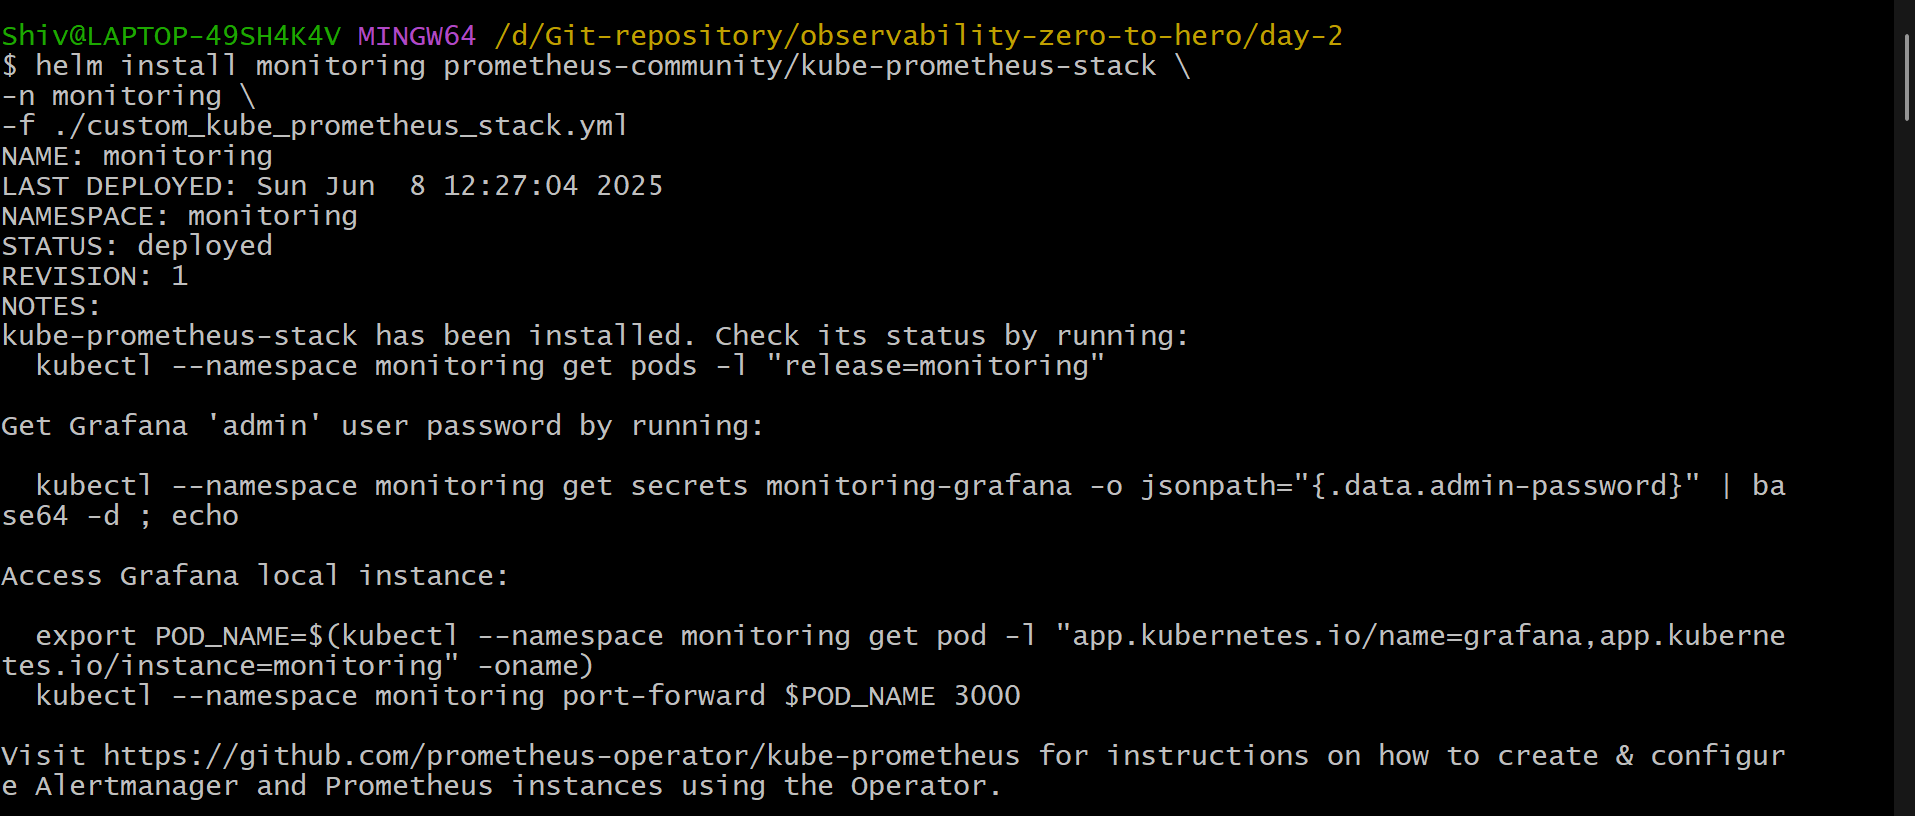 Shiv@LAPTOP-49SH4K4V MINGW64 /d/Git-repository/observability-zero-to-hero/day-2
$ helm install monitoring prometheus-community/kube-prometheus-stack \
-n monitoring \
-f ./custom_kube_prometheus_stack.yml
NAME: monitoring
LAST DEPLOYED: Sun Jun  8 12:27:04 2025
NAMESPACE: monitoring
STATUS: deployed
REVISION: 1
NOTES:
kube-prometheus-stack has been installed. Check its status by running:
  kubectl --namespace monitoring get pods -l "release=monitoring"

Get Grafana 'admin' user password by running:

  kubectl --namespace monitoring get secrets monitoring-grafana -o jsonpath="{.data.admin-password}" | ba
se64 -d ; echo

Access Grafana local instance:

  export POD_NAME=$(kubectl --namespace monitoring get pod -l "app.kubernetes.io/name=grafana,app.kuberne
tes.io/instance=monitoring" -oname)
  kubectl --namespace monitoring port-forward $POD_NAME 3000

Visit https://github.com/prometheus-operator/kube-prometheus for instructions on how to create & configur
e Alertmanager and Prometheus instances using the Operator.